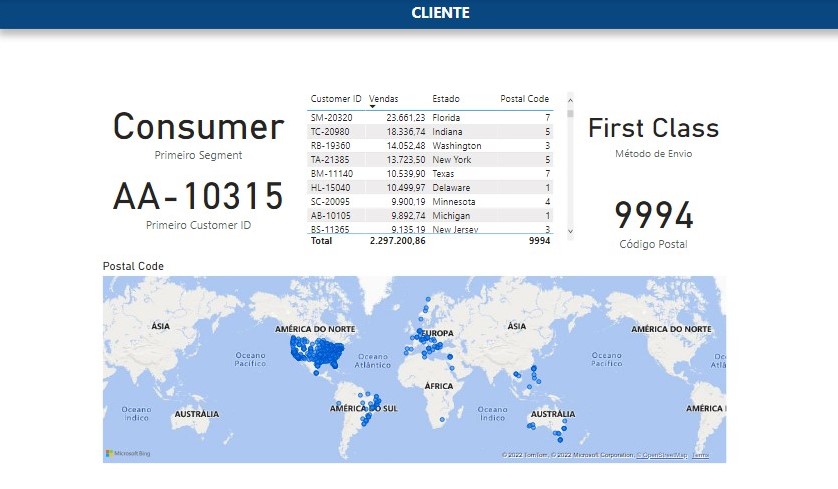 CLIENTE
Consumer
Primeiro Segment
AA-10315
Primeiro Customer ID
Customer ID Vendas Estado Postal Code
SM-20320 23.661,23 Florida 7
TC-20980 18.336,74 Indiana 5
RB-19360 14.052,48 Washington 3
TA-21385 13.723,50 New York 5
BM-11140 10.539,90 Texas 7
HL-15040 10.499,97 Delaware 1
SC-20095 9.900,19 Minnesota 4
AB-10105 9.892,74 Michigan 1
BS-11365 9.135,19 New Jersey 3
Total 2.297.200,86 9994
First Class
Método de Envio
9994
Código Postal
Postal Code
ÁSIA
AMÉRICA DO NORTE
EUROPA
ÁSIA
AMÉRICA DO NORTE
Oceano Pacífico
Oceano Atlântico
Oceano Pacífico
ÁFRICA
Oceano Índico
AUSTRÁLIA
AMÉRICA DO SUL
Oceano Índico
AUSTRÁLIA
AMÉRICA
Microsoft Bing
© 2022 TomTom, © 2022 Microsoft Corporation, © OpenStreetMap Terms